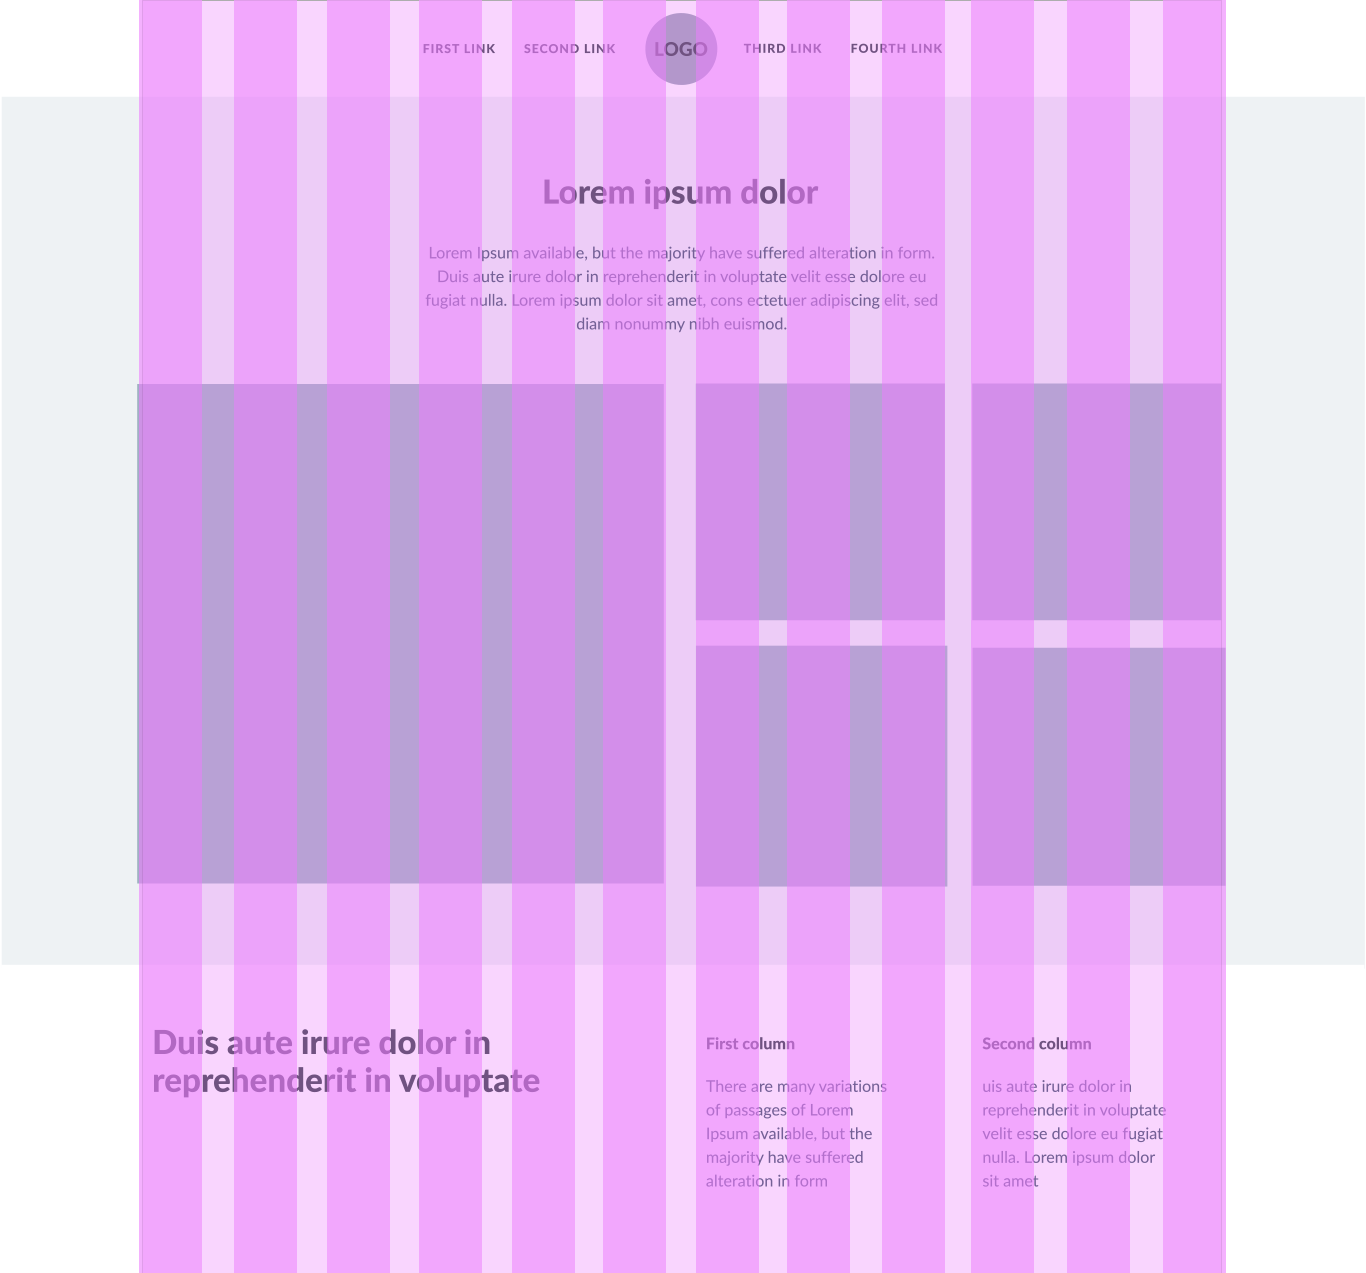 FIRST LINK SECOND LINK LOGO THIRD LINK FOURTH LINK
Lorem ipsum dolor
Lorem Ipsum available, but the majority have suffered alteration in form.
Duis aute irure dolor in reprehenderit in voluptate velit esse dolore eu
fugiat nulla. Lorem ipsum dolor sit amet, cons ectetuer adipiscing elit, sed
diam nonummy nibh euismod.
Duis aute irure dolor in
reprehenderit in voluptate
First column
There are many variations
of passages of Lorem
Ipsum available, but the
majority have suffered
alteration in form
Second column
uis aute irure dolor in
reprehenderit in voluptate
velit esse dolore eu fugiat
nulla. Lorem ipsum dolor
sit amet